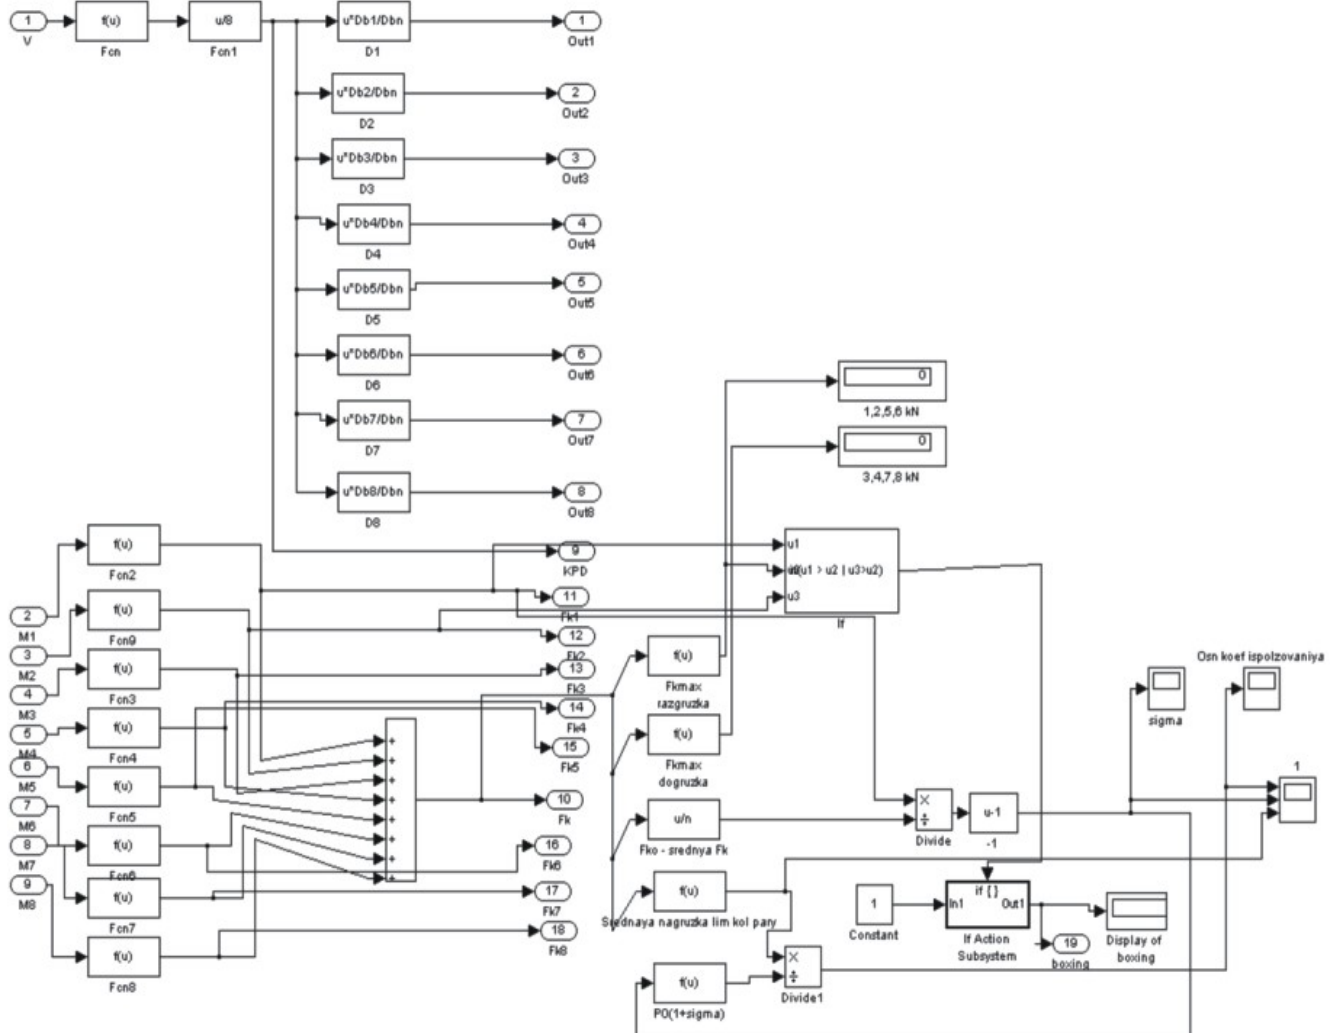 1
V
f(u)
Fcn
u/8
Fcn1
u*Db1/Dbn
D1
1
Out1
u*Db2/Dbn
D2
2
Out2
u*Db3/Dbn
D3
3
Out3
u*Db4/Dbn
D4
4
Out4
u*Db5/Dbn
D5
5
Out5
u*Db6/Dbn
D6
6
Out6
u*Db7/Dbn
D7
7
Out7
u*Db8/Dbn
D8
8
Out8
9
KPD
0
1,2,5,6 kN
0
3,4,7,8 kN
2
M1
3
M2
4
M3
5
M4
6
M5
7
M6
8
M7
9
M8
f(u)
Fcn2
f(u)
Fcn9
f(u)
Fcn3
f(u)
Fcn4
f(u)
Fcn5
f(u)
Fcn6
f(u)
Fcn7
f(u)
Fcn8
+
+
+
+
+
+
+
+
11
Fk1
12
Fk2
13
Fk3
14
Fk4
15
Fk5
10
Fk
16
Fk6
17
Fk7
18
Fk8
u1
(u1 > u2 | u3>u2)
u3
If
f(u)
Fkmax
razgruzka
f(u)
Fkmax
dogruzka
u/n
Fko - srednya Fk
f(u)
Srednaya nagruzka lim kol pary
f(u)
P0(1+sigma)
×
÷
Divide
u-1
-1
×
÷
Divide1
1
Constant
if { }
In1
Out1
If Action
Subsystem
19
boxing
Display of
boxing
sigma
Osn koef ispolzovaniya
1